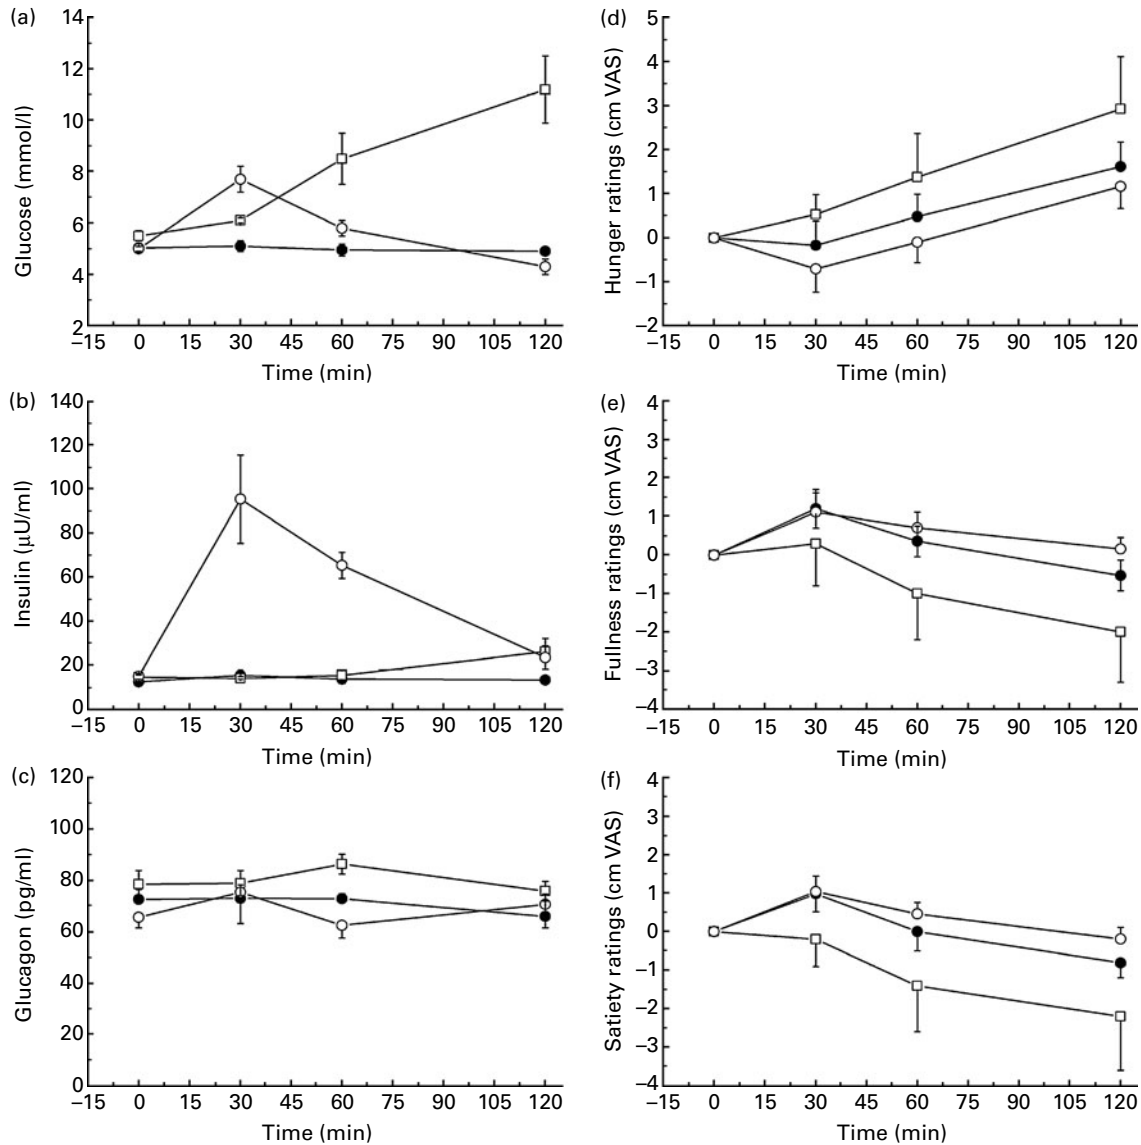 (a)
Glucose (mmol/l)
14
12
10
8
6
4
2
–15 0 15 30 45 60 75 90 105 120
Time (min)
(b)
Insulin (μU/ml)
140
120
100
80
60
40
20
0
–15 0 15 30 45 60 75 90 105 120
Time (min)
(c)
Glucagon (pg/ml)
120
100
80
60
40
20
0
–15 0 15 30 45 60 75 90 105 120
Time (min)
(d)
Hunger ratings (cm VAS)
5
4
3
2
1
0
–1
–2
–15 0 15 30 45 60 75 90 105 120
Time (min)
(e)
Fullness ratings (cm VAS)
4
3
2
1
0
–1
–2
–3
–4
–15 0 15 30 45 60 75 90 105 120
Time (min)
(f)
Satiety ratings (cm VAS)
4
3
2
1
0
–1
–2
–3
–4
–15 0 15 30 45 60 75 90 105 120
Time (min)